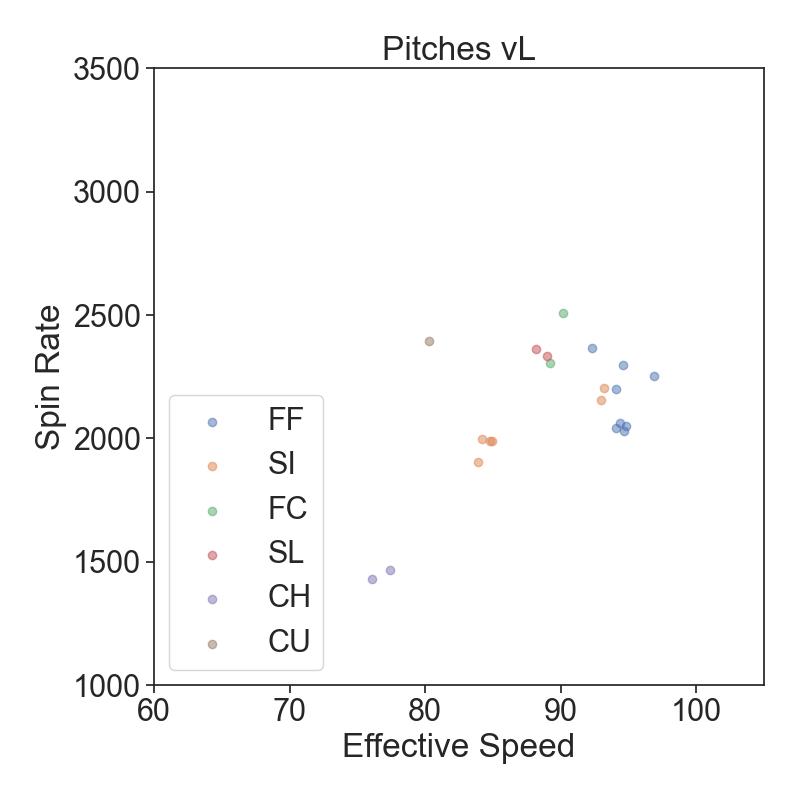 Pitches vL
3500
3000
2500
2000
1500
1000
Spin Rate
FF
SI
FC
SL
CH
CU
60 70 80 90 100
Effective Speed